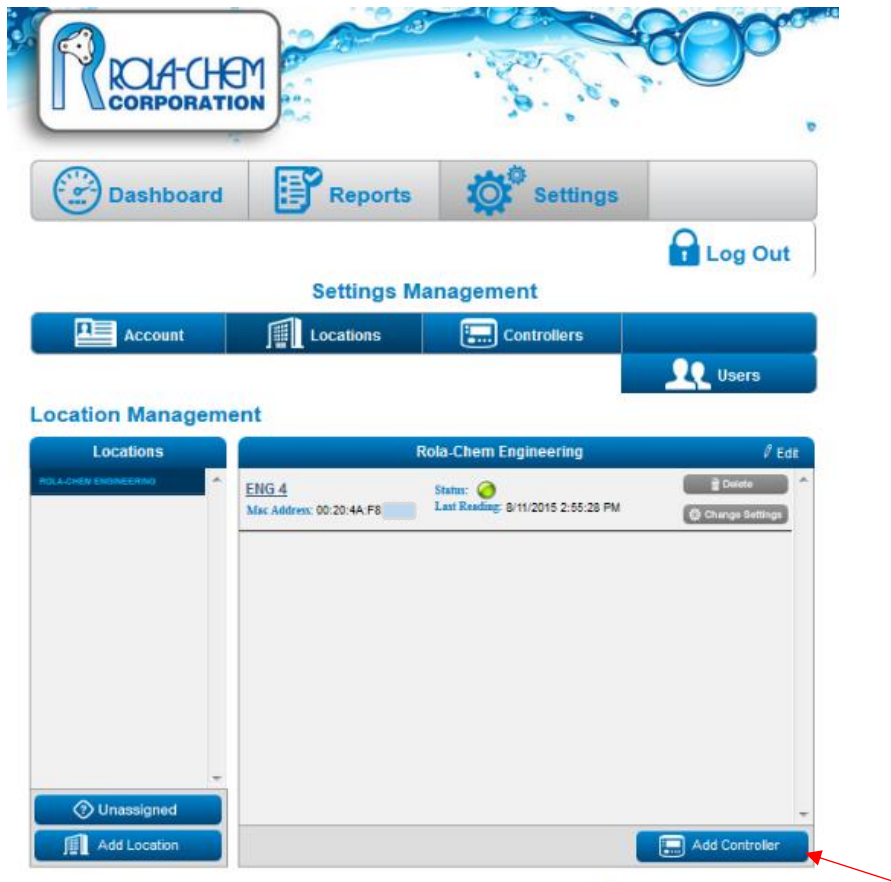 ROLA-CHEM
CORPORATION
Dashboard Reports Settings
Log Out
Settings Management
Account Locations Controllers
Users
Location Management
Locations
ROLA-CHEM ENGINEERING
Rola-Chem Engineering Edit
ENG 4 Status: Delete
Mac Address: 00:20:4A:F8 Last Reading: 8/11/2015 2:55:28 PM Change Settings
Unassigned
Add Location
Add Controller